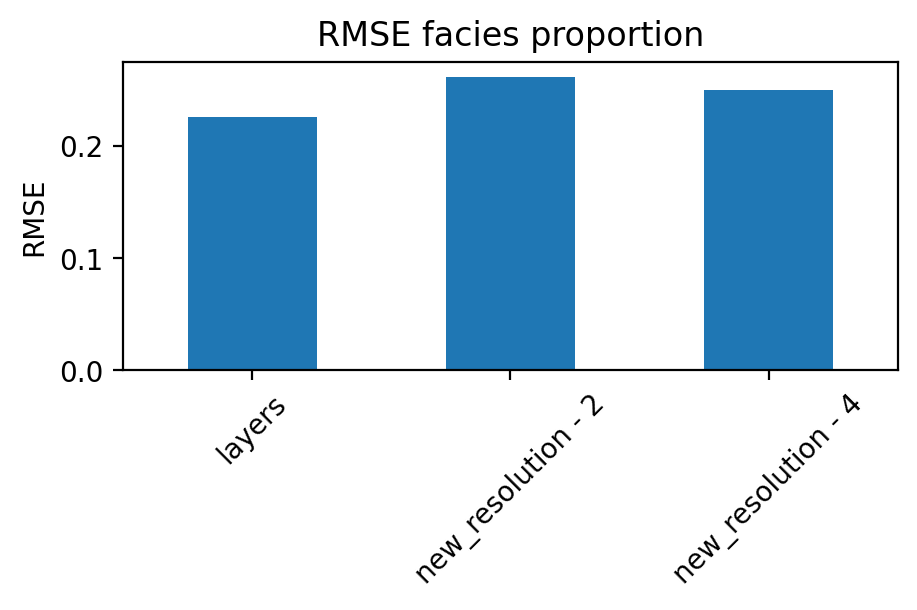 RMSE facies proportion
RMSE
0.2
0.1
0.0
layers
new_resolution - 2
new_resolution - 4